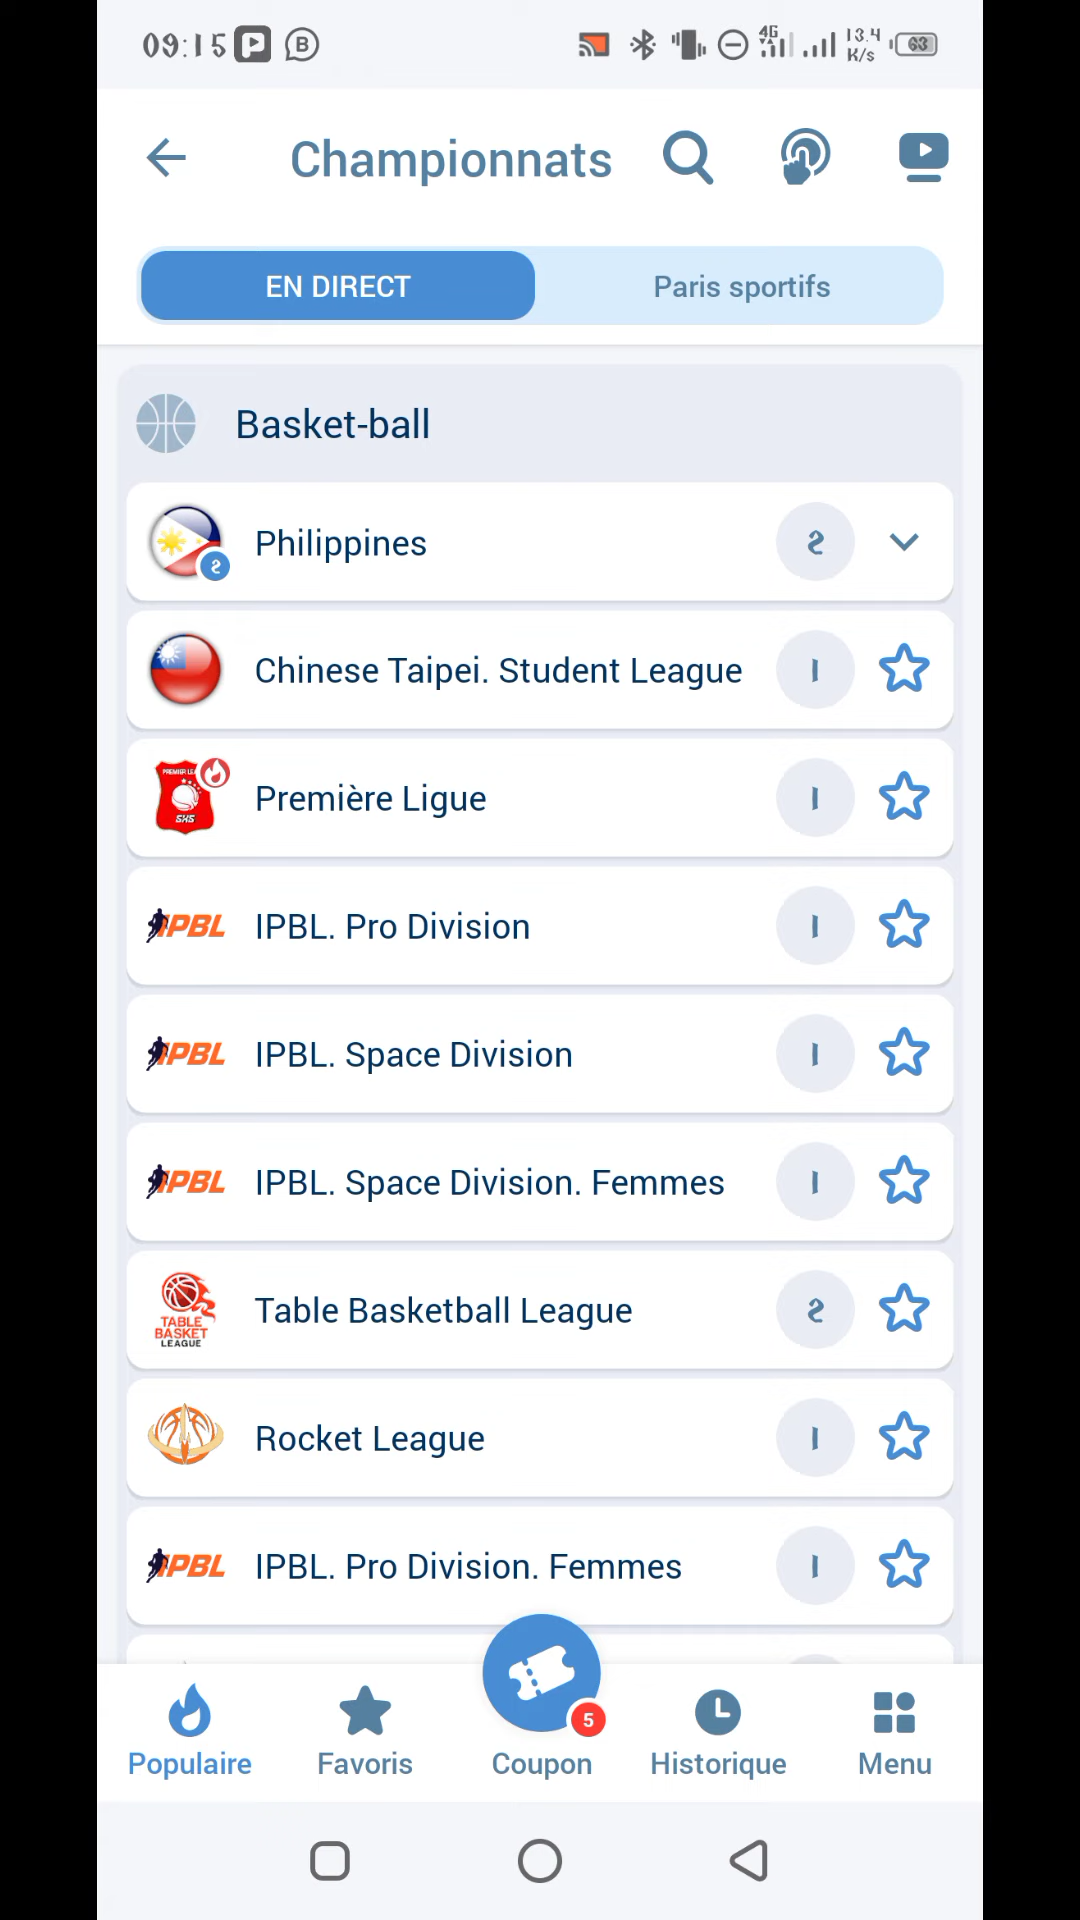 09:15
4G
13.4
K/s
63
Championnats
EN DIRECT
Paris sportifs
Basket-ball
2
Philippines
2
Chinese Taipei. Student League
1
PREMIER LE
5X5
Première Ligue
1
IPBL
IPBL. Pro Division
1
IPBL
IPBL. Space Division
1
IPBL
IPBL. Space Division. Femmes
1
TABLE
BASKET
LEAGUE
Table Basketball League
2
Rocket League
1
IPBL
IPBL. Pro Division. Femmes
1
5
Populaire
Favoris
Coupon
Historique
Menu